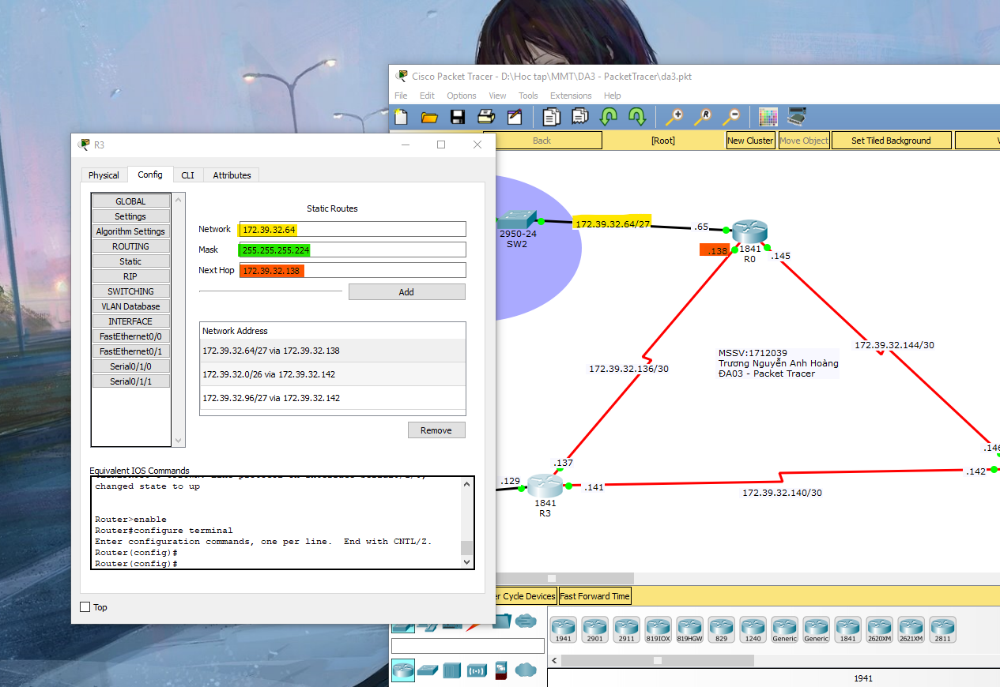 Cisco Packet Tracer - D:\Hoc tap\MMT\DA3 - PacketTracer\da3.pkt
File Edit Options View Tools Extensions Help
Back [Root] New Cluster Move Object Set Tiled Background
R3
Physical Config CLI Attributes
GLOBAL
Settings
Algorithm Settings
ROUTING
Static
RIP
SWITCHING
VLAN Database
INTERFACE
FastEthernet0/0
FastEthernet0/1
Serial0/1/0
Serial0/1/1
Static Routes
Network 172.39.32.64
Mask 255.255.255.224
Next Hop 172.39.32.138
Add
Network Address
172.39.32.64/27 via 172.39.32.138
172.39.32.0/26 via 172.39.32.142
172.39.32.96/27 via 172.39.32.142
Remove
Equivalent IOS Commands
changed state to up
Router>enable
Router#configure terminal
Enter configuration commands, one per line. End with CNTL/Z.
Router(config)#
Router(config)#
Top
2950-24
SW2
172.39.32.64/27
.65
.138
1841
R0
.145
172.39.32.136/30
MSSV:1712039
Trương Nguyễn Anh Hoàng
ĐA03 - Packet Tracer
172.39.32.144/30
.137
.129
.141
1841
R3
172.39.32.140/30
.146
.142
er Cycle Devices Fast Forward Time
1941 2901 2911 819IOX 819HGW 829 1240 Generic Generic 1841 2620XM 2621XM 2811
1941